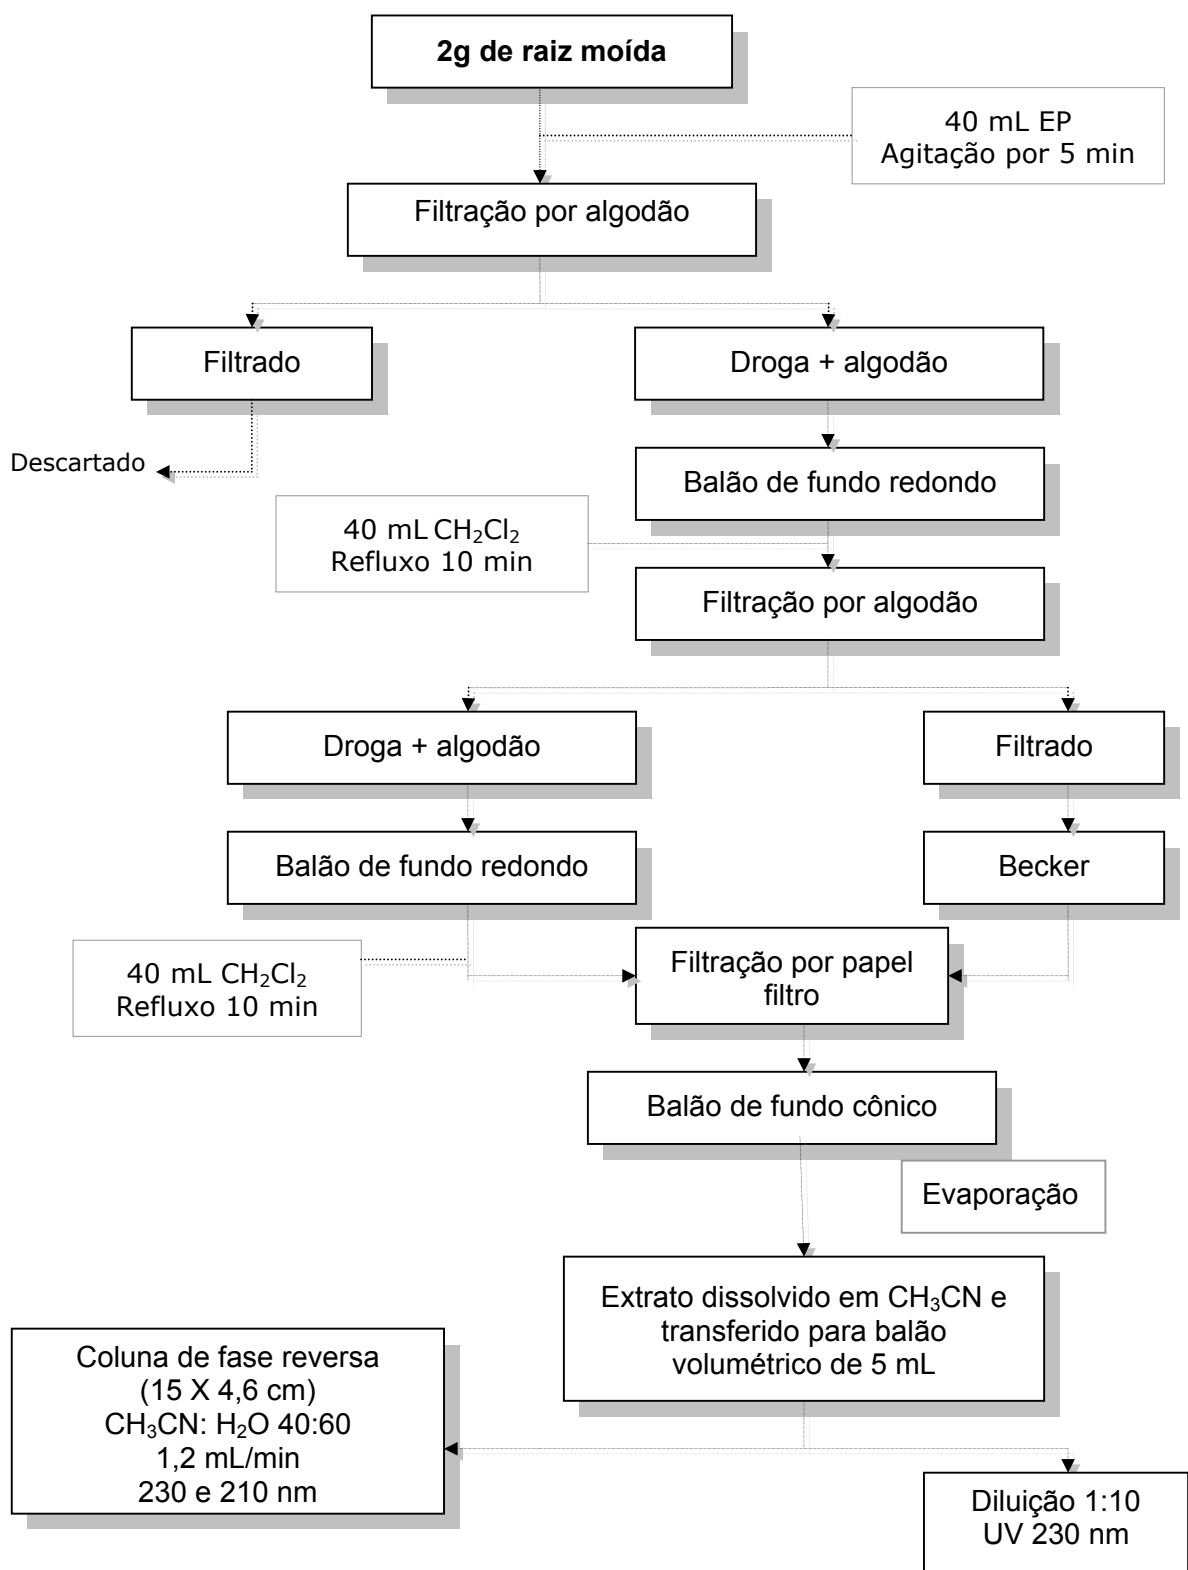 2g de raiz moída
40 mL EP
Agitação por 5 min
Filtração por algodão
Filtrado
Droga + algodão
Descartado
Balão de fundo redondo
40 mL CH₂Cl₂
Refluxo 10 min
Filtração por algodão
Droga + algodão
Filtrado
Balão de fundo redondo
Becker
40 mL CH₂Cl₂
Refluxo 10 min
Filtração por papel
filtro
Balão de fundo cônico
Evaporação
Extrato dissolvido em CH₃CN e
transferido para balão
volumétrico de 5 mL
Coluna de fase reversa
(15 X 4,6 cm)
CH₃CN: H₂O 40:60
1,2 mL/min
230 e 210 nm
Diluição 1:10
UV 230 nm